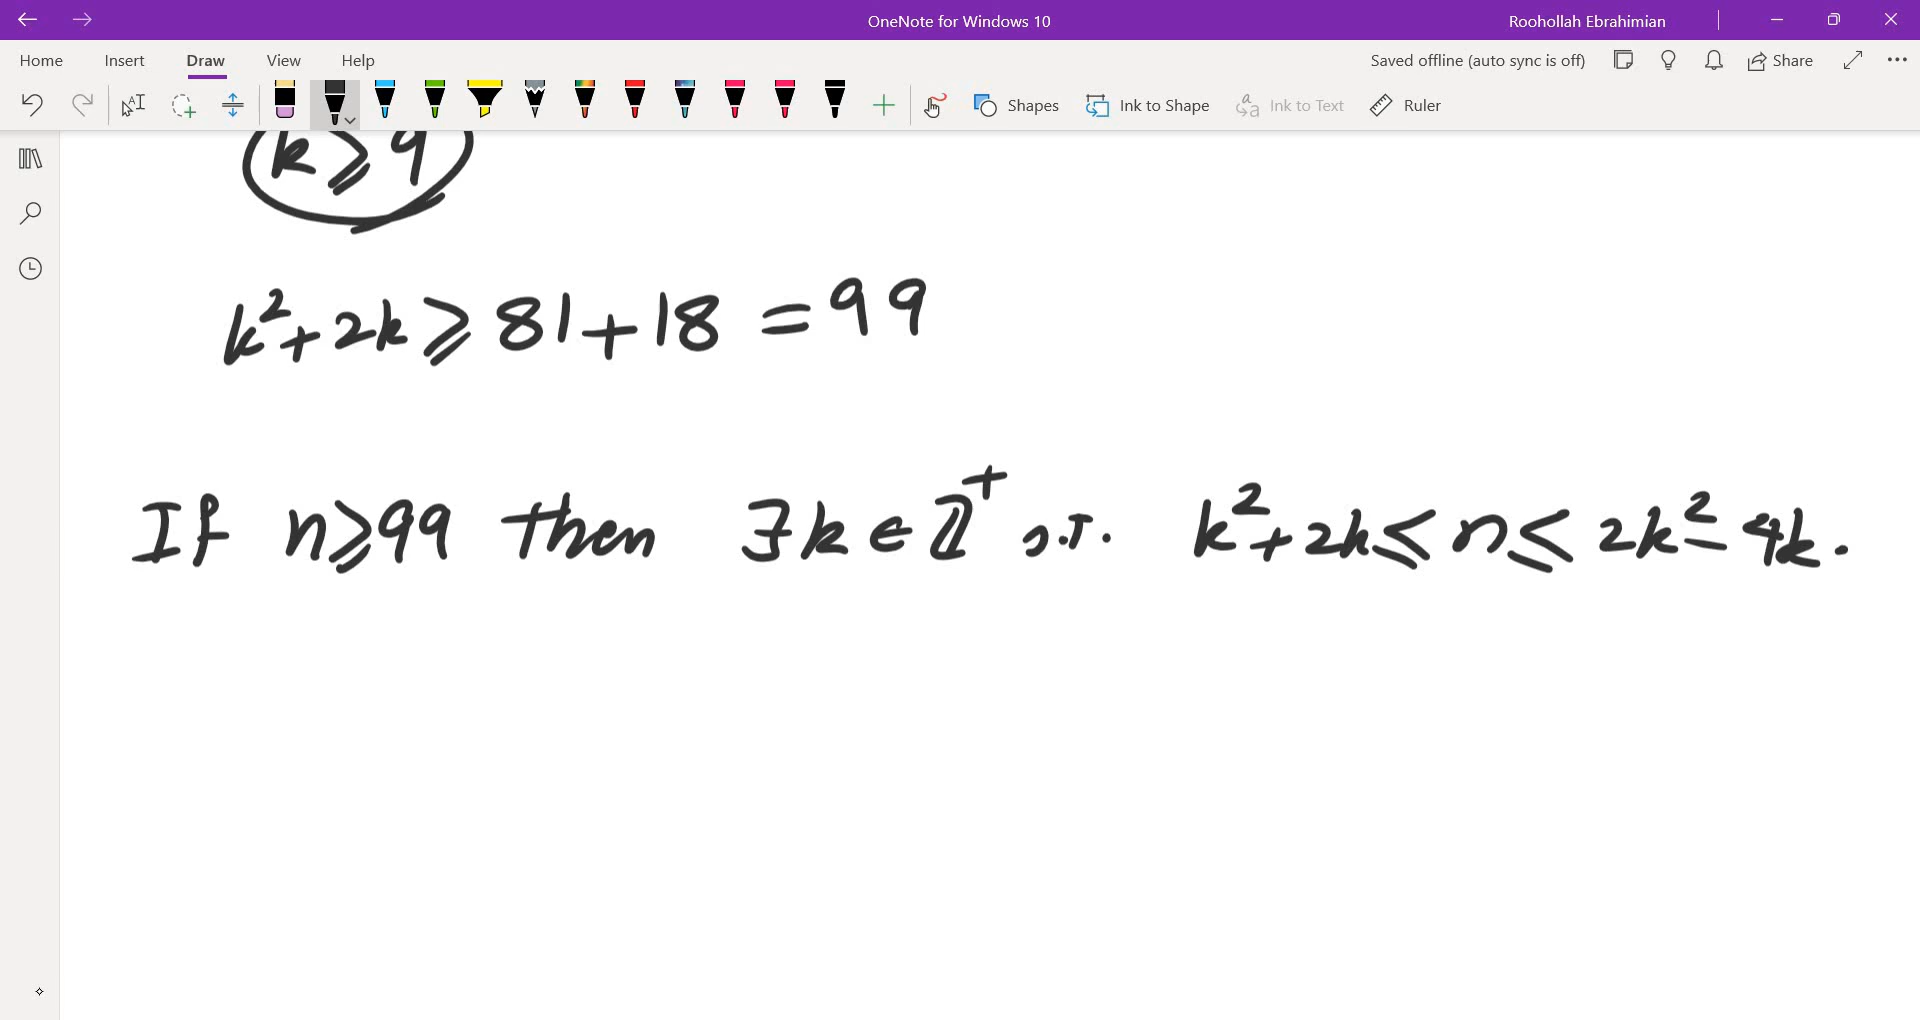 OneNote for Windows 10 Roohollah Ebrahimian
Home Insert Draw View Help Saved offline (auto sync is off) Share
Shapes Ink to Shape Ink to Text Ruler
k ⩾ 9
k² + 2k ⩾ 81 + 18 = 99
If n ⩾ 99 then ∃ k ∈ ℤ⁺ s.t. k² + 2k ≤ n ≤ 2k² - 4k.